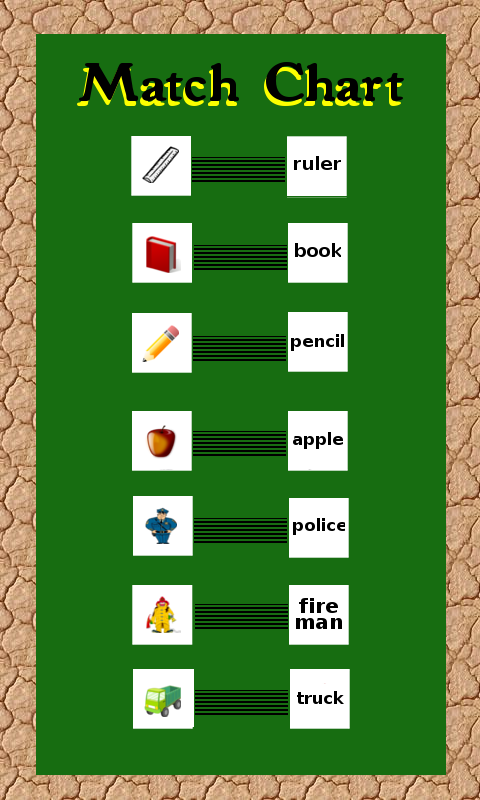 Match Chart
ruler
book
pencil
apple
police
fire
man
truck